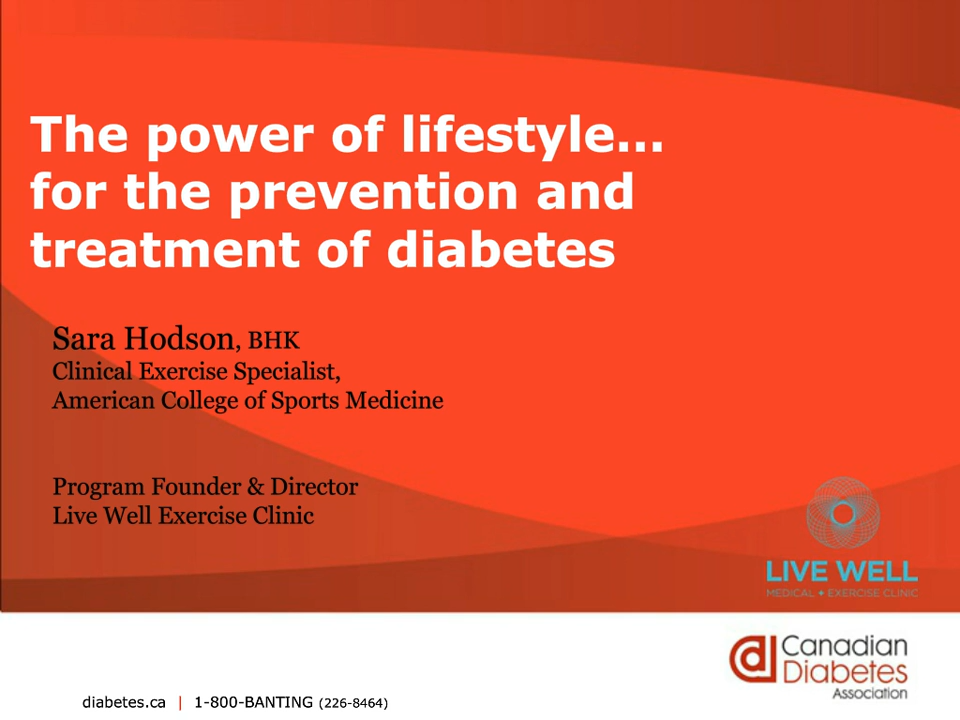 The power of lifestyle...
for the prevention and
treatment of diabetes
Sara Hodson, BHK
Clinical Exercise Specialist,
American College of Sports Medicine
Program Founder & Director
Live Well Exercise Clinic
LIVE WELL
MEDICAL ✦ EXERCISE CLINIC
Canadian
Diabetes
Association
diabetes.ca | 1-800-BANTING (226-8464)